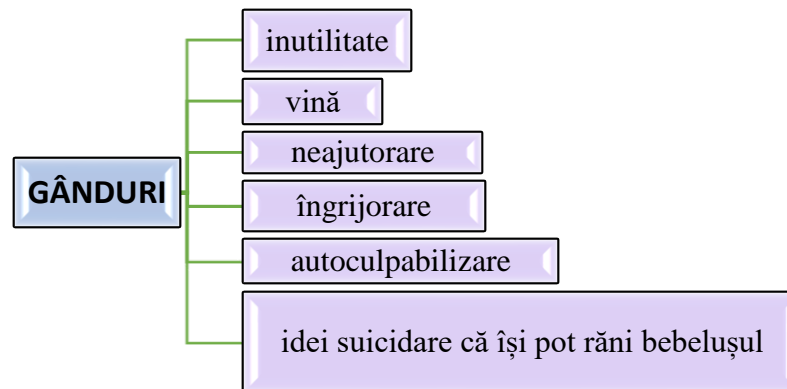 GÂNDURI
inutilitate
vină
neajutorare
îngrijorare
autoculpabilizare
idei suicidare că își pot răni bebelușul